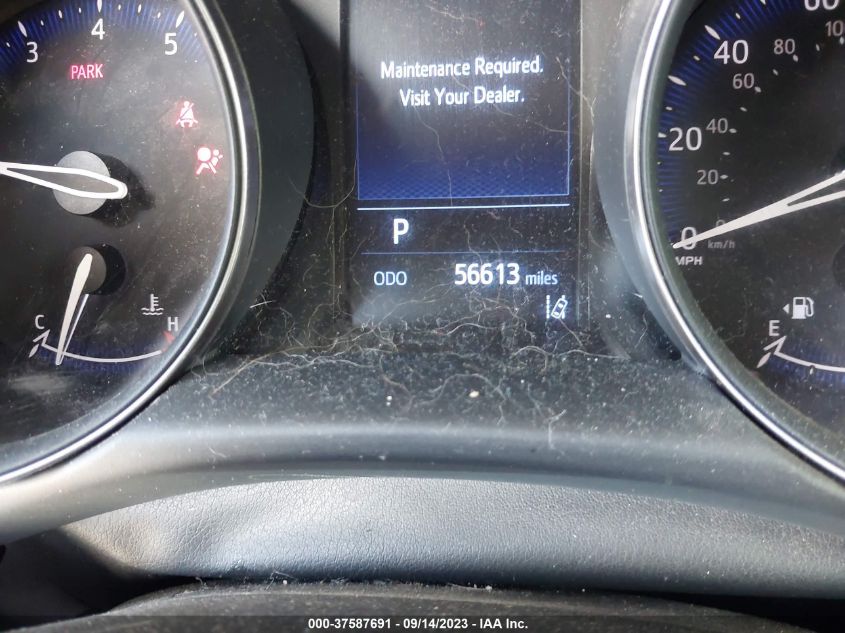 3 4 5
PARK
Maintenance Required.
Visit Your Dealer.
P
ODO 56613 miles
C H
0 20 40 60
20 40 60 80
km/h
MPH
E
000-37587691 - 09/14/2023 - IAA Inc.